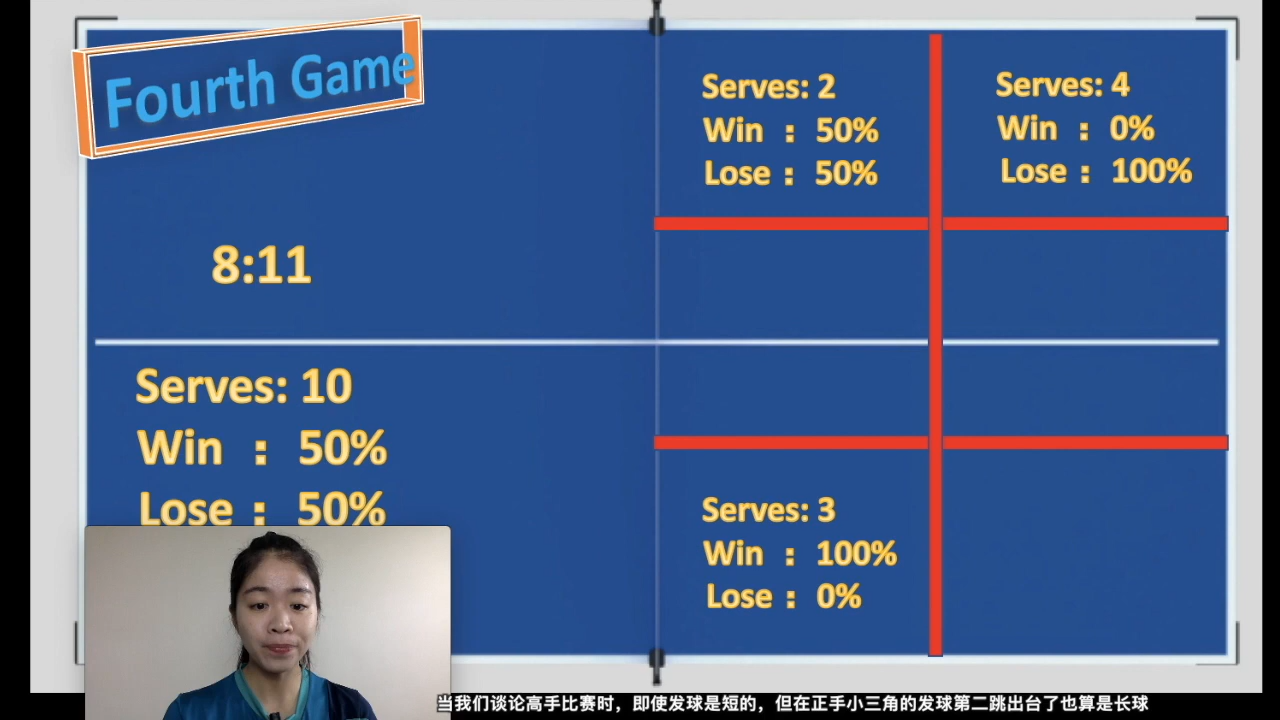 Fourth Game
8:11
Serves: 10
Win : 50%
Lose : 50%
Serves: 2
Win : 50%
Lose : 50%
Serves: 4
Win : 0%
Lose : 100%
Serves: 3
Win : 100%
Lose : 0%
当我们谈论高手比赛时，即使发球是短的，但在正手小三角的发球第二跳出台了也算是长球